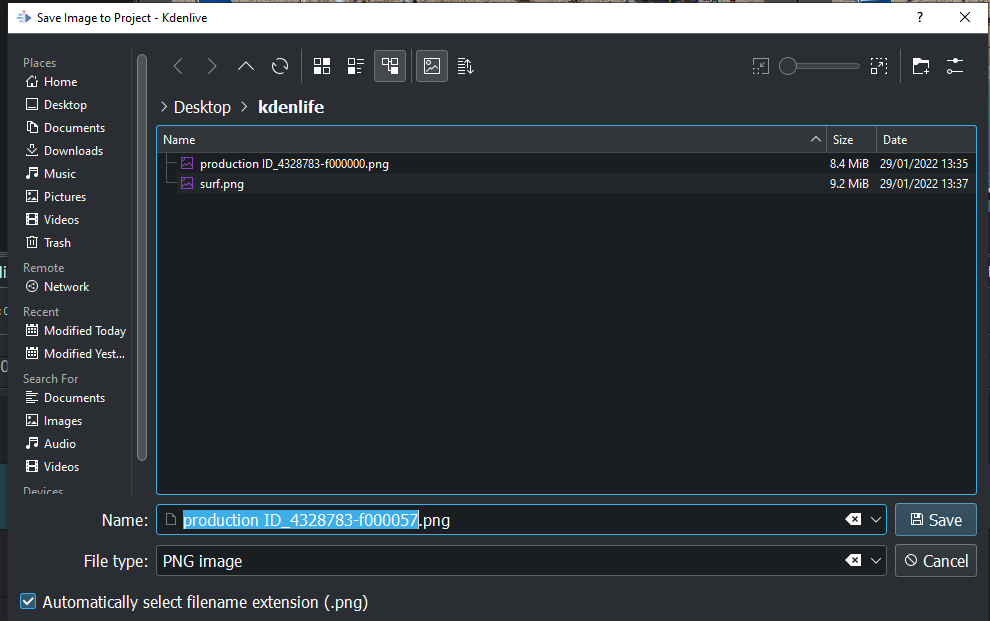 Save Image to Project - Kdenlive ?
Places
Home
Desktop
Documents
Downloads
Music
Pictures
Videos
Trash
Remote
Network
Recent
Modified Today
Modified Yest...
Search For
Documents
Images
Audio
Videos
Devices
Desktop kdenlife
Name Size Date
production ID_4328783-f000000.png 8.4 MiB 29/01/2022 13:35
surf.png 9.2 MiB 29/01/2022 13:37
Name: production ID_4328783-f000057.png Save
File type: PNG image Cancel
Automatically select filename extension (.png)